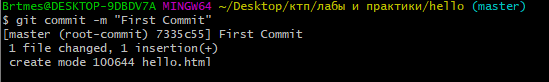 Brtmes@DESKTOP-9DBDV7A MINGW64 ~/Desktop/ктп/лабы и практики/hello (master)
$ git commit -m "First Commit"
[master (root-commit) 7335c55] First Commit
 1 file changed, 1 insertion(+)
 create mode 100644 hello.html